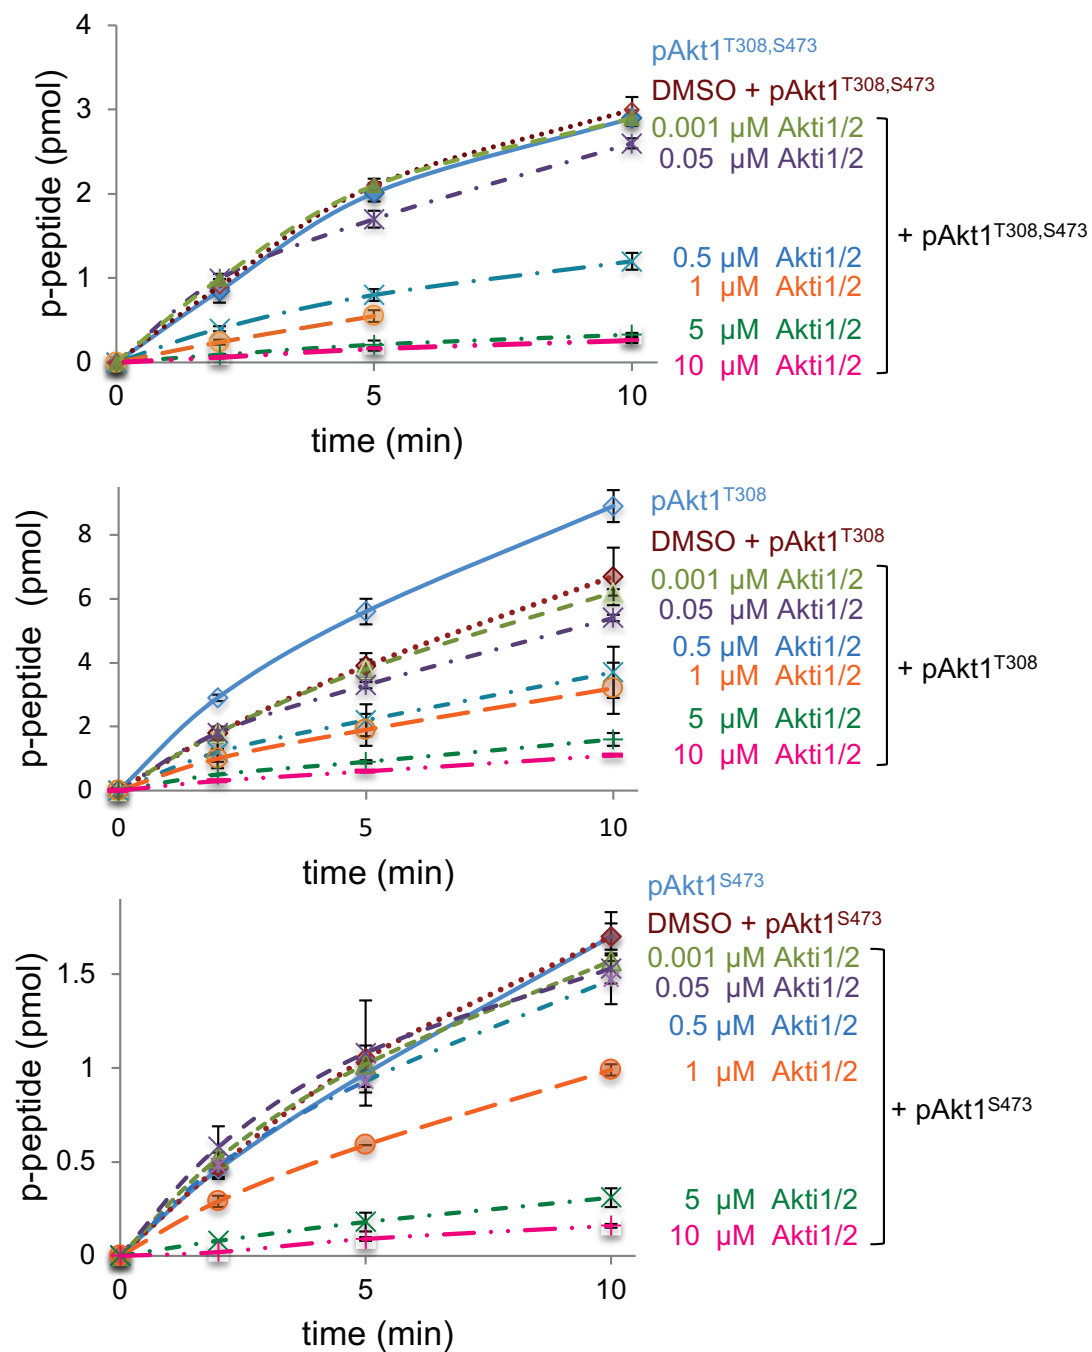 4
3
2
1
0
0
5
10
p-peptide (pmol)
time (min)
pAkt1T308,S473
DMSO + pAkt1T308,S473
0.001 µM Akti1/2
0.05 µM Akti1/2
0.5 µM Akti1/2
1 µM Akti1/2
5 µM Akti1/2
10 µM Akti1/2
+ pAkt1T308,S473
8
6
4
2
0
0
5
10
p-peptide (pmol)
time (min)
pAkt1T308
DMSO + pAkt1T308
0.001 µM Akti1/2
0.05 µM Akti1/2
0.5 µM Akti1/2
1 µM Akti1/2
5 µM Akti1/2
10 µM Akti1/2
+ pAkt1T308
1.5
1
0.5
0
0
5
10
p-peptide (pmol)
time (min)
pAkt1S473
DMSO + pAkt1S473
0.001 µM Akti1/2
0.05 µM Akti1/2
0.5 µM Akti1/2
1 µM Akti1/2
5 µM Akti1/2
10 µM Akti1/2
+ pAkt1S473